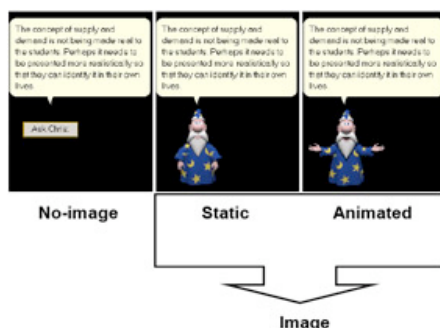 The concept of supply and
demand is not being made real to
the students. Perhaps it needs to
be presented more realistically so
that they can identify it in their own
lives.
Ask Chris:
The concept of supply and
demand is not being made real to
the students. Perhaps it needs to
be presented more realistically so
that they can identify it in their own
lives.
The concept of supply and
demand is not being made real to
the students. Perhaps it needs to
be presented more realistically so
that they can identify it in their own
lives.
No-image
Static
Animated
Image